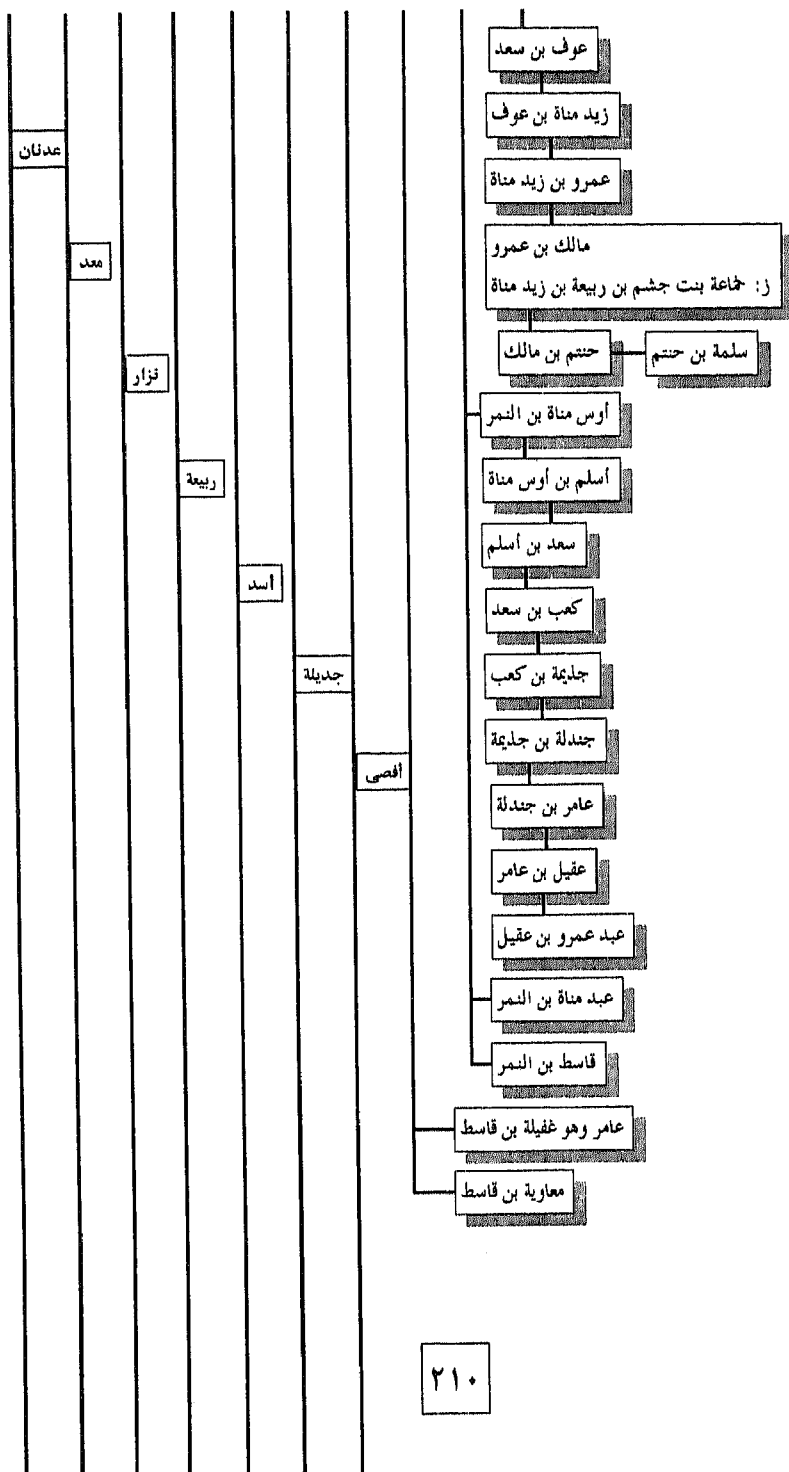 عوف بن سعد
زيد مناة بن عوف
عدنان
عمرو بن زيد مناة
مالك بن عمرو
معد
ز: خماعة بنت جشم بن ربيعة بن زيد مناة
حنتم بن مالك
سلمة بن حنتم
نزار
أوس مناة بن النمر
أسلم بن أوس مناة
ربيعة
سعد بن أسلم
أسد
كعب بن سعد
جذيمة بن كعب
جديلة
جندلة بن جذيمة
أفصى
عامر بن جندلة
عقيل بن عامر
عبد عمرو بن عقيل
عبد مناة بن النمر
قاسط بن النمر
عامر وهو غفيلة بن قاسط
معاوية بن قاسط
٢١٠